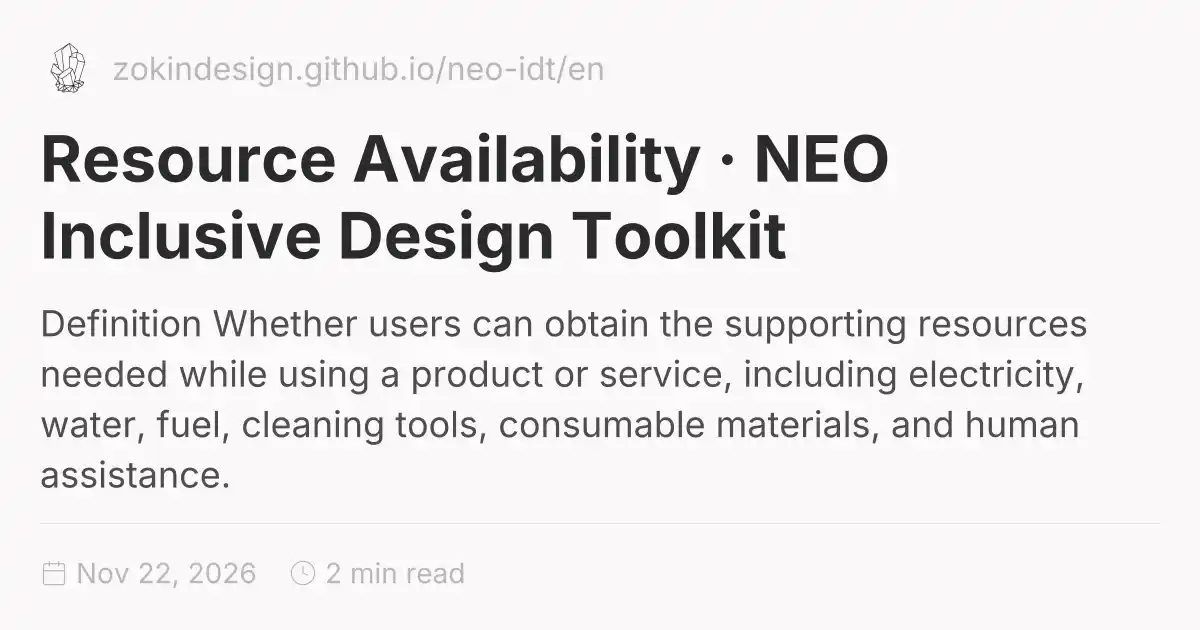 zokindesign.github.io/neo-idt/en
Resource Availability · NEO
Inclusive Design Toolkit
Definition Whether users can obtain the supporting resources
needed while using a product or service, including electricity,
water, fuel, cleaning tools, consumable materials, and human
assistance.
Nov 22, 2026 2 min read